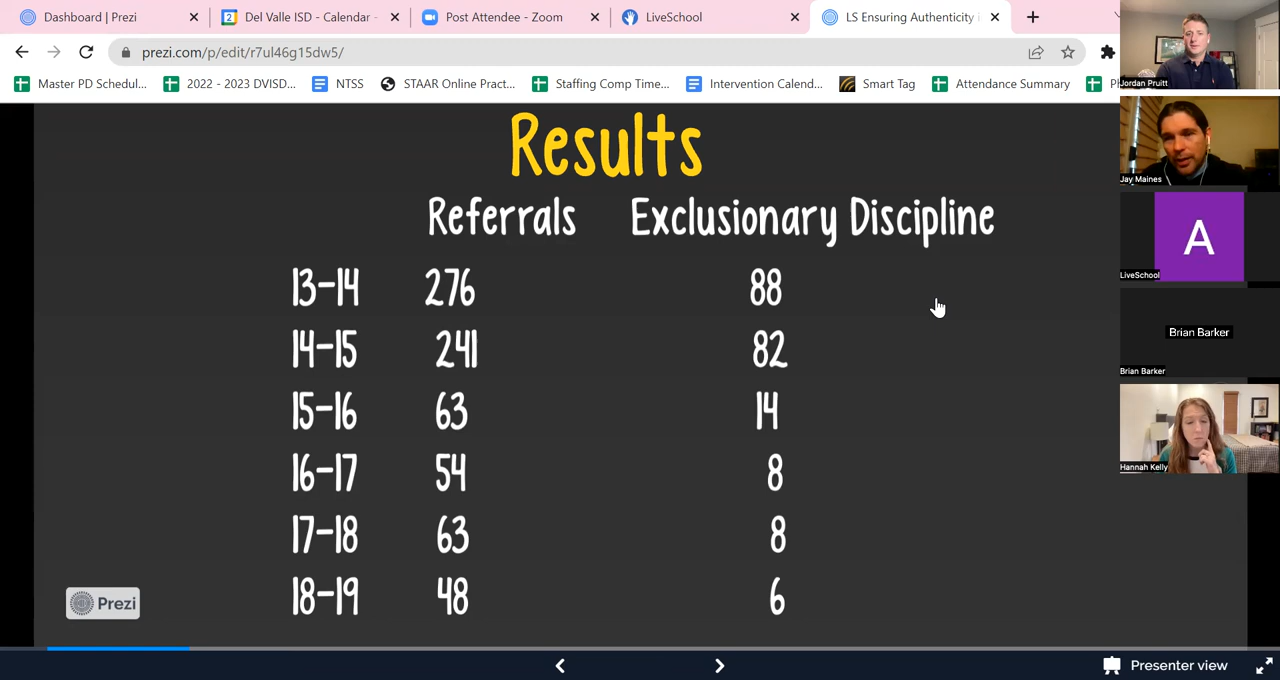 Dashboard | Prezi
Del Valle ISD - Calendar -
Post Attendee - Zoom
LiveSchool
LS Ensuring Authenticity i
prezi.com/p/edit/r7ul46g15dw5/
Master PD Schedul...
2022 - 2023 DVISD...
NTSS
STAAB - Online Pract...
Staffing Comp Time...
Intervention Calend...
Smart Tag
Attendance Summary
Results
Referrals Exclusionary Discipline
13-14 276 88
14-15 241 82
15-16 63 14
16-17 54 8
17-18 63 8
18-19 48 6
Prezi
Presenter view
Jordan Pruitt
Jay Maines
A
LiveSchool
Brian Barker
Brian Barker
Hannah Kelly